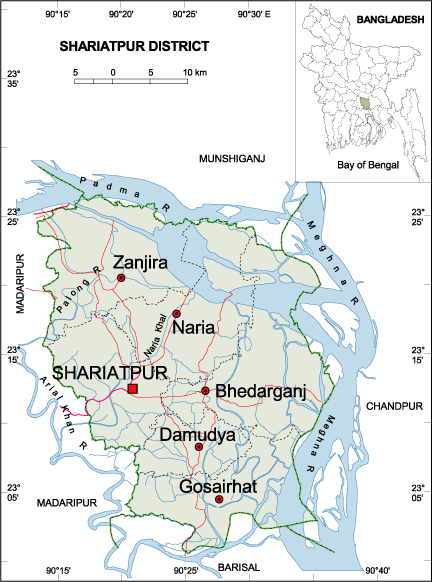 90°15' 90°20' 90°26' 90°30' E
SHARIATPUR DISTRICT
BANGLADESH
5 0 5 10 km
23°
35'
Bay of Bengal
MUNSHIGANJ
Padma R
23°
25'
23°
25'
Meghna R
MADARIPUR
Zanjira
Palong R
Naria Khal
Naria
23°
15'
23°
15'
SHARIATPUR
Arial Khan R
Bhedarganj
CHANDPUR
Damudya
Meghna R
Gosairhat
23°
05'
23°
05'
MADARIPUR
BARISAL
90°15' 90°25' 90°40'